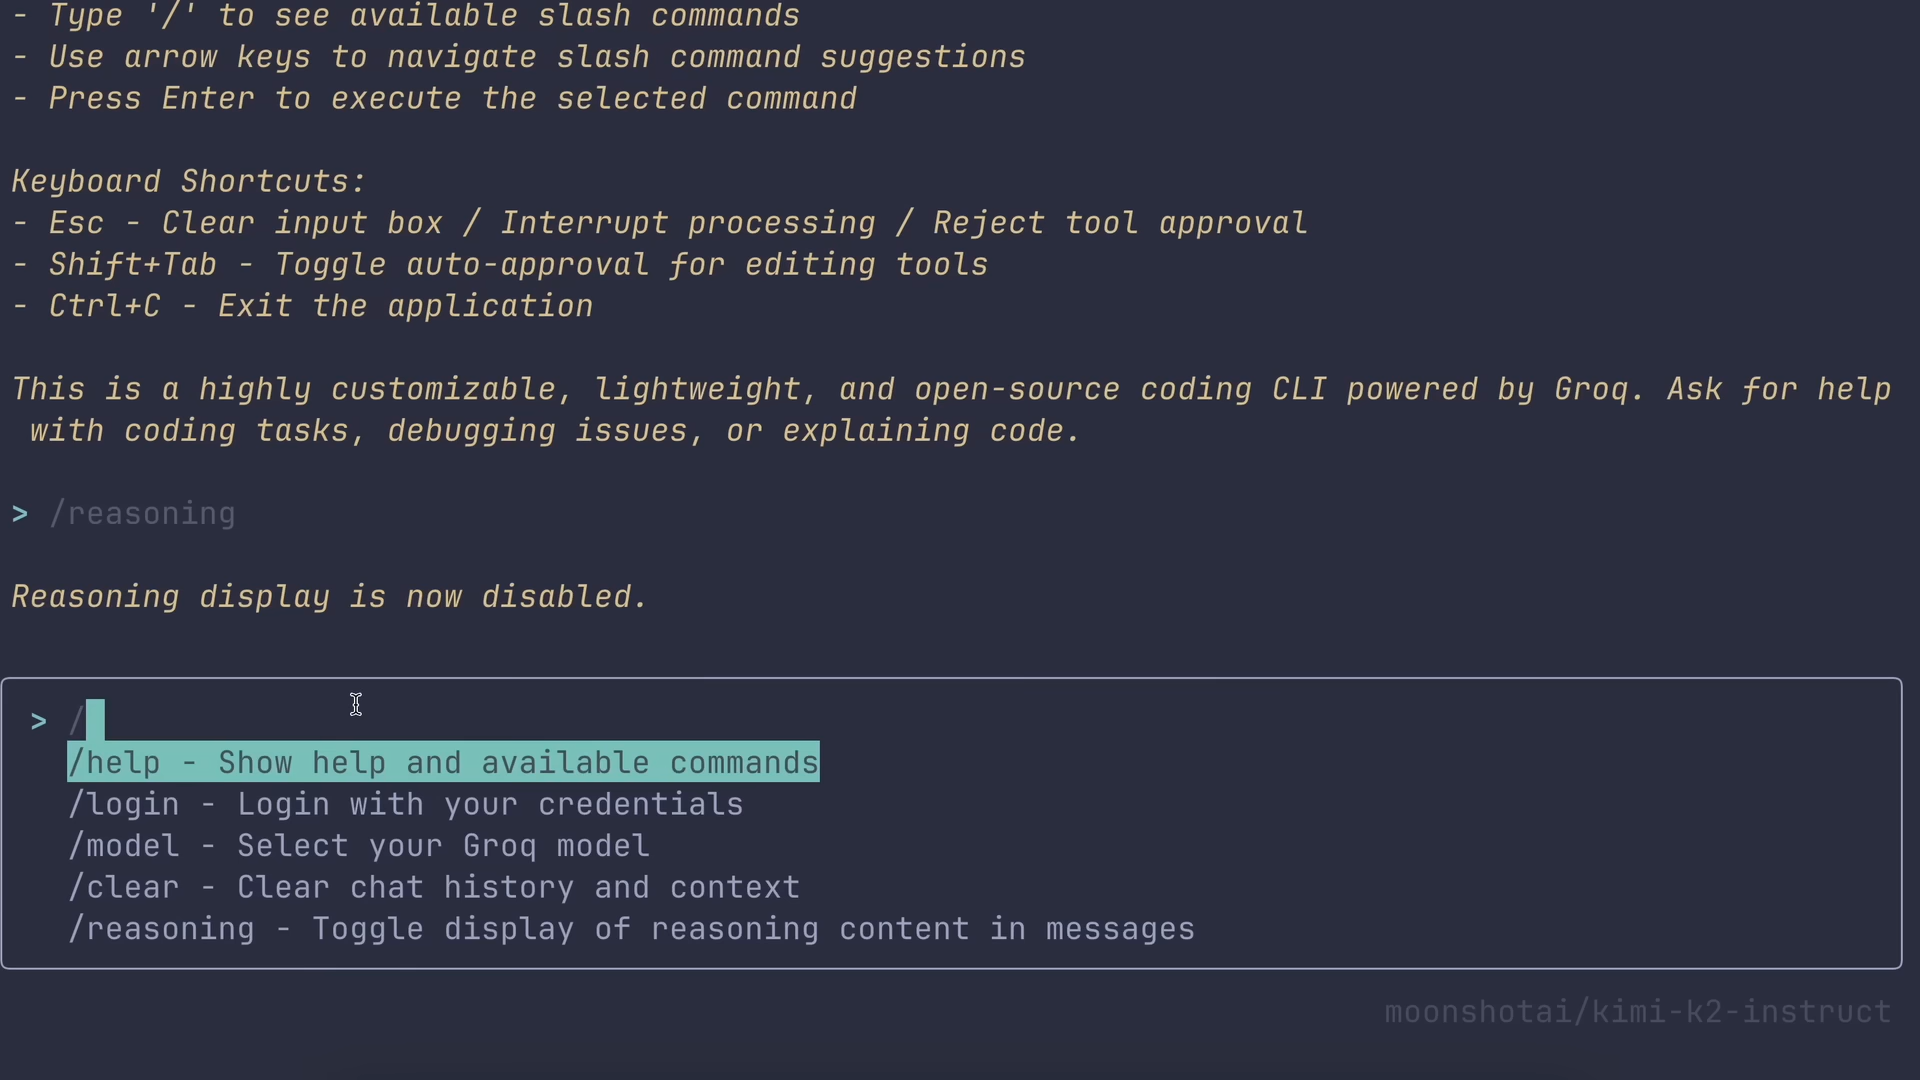 - Type '/' to see available slash commands
- Use arrow keys to navigate slash command suggestions
- Press Enter to execute the selected command
Keyboard Shortcuts:
- Esc - Clear input box / Interrupt processing / Reject tool approval
- Shift+Tab - Toggle auto-approval for editing tools
- Ctrl+C - Exit the application
This is a highly customizable, lightweight, and open-source coding CLI powered by Groq. Ask for help
with coding tasks, debugging issues, or explaining code.
> /reasoning
Reasoning display is now disabled.
> /
/help - Show help and available commands
/login - Login with your credentials
/model - Select your Groq model
/clear - Clear chat history and context
/reasoning - Toggle display of reasoning content in messages
moonshotai/kimi-k2-instruct